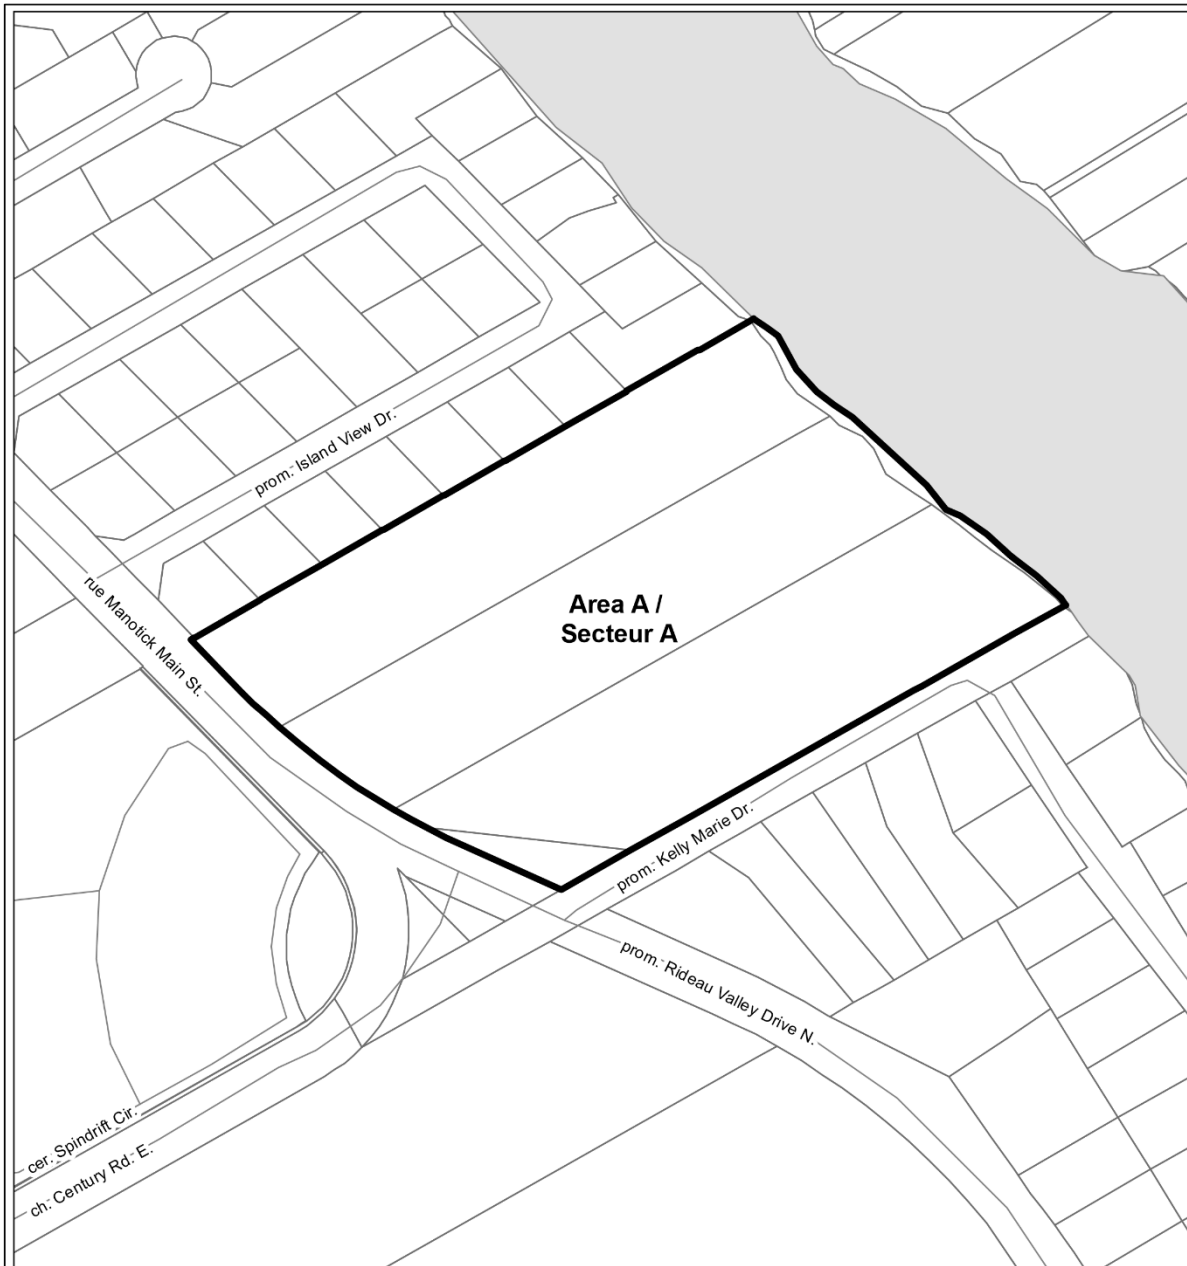 prom. Island View Dr.
rue Manotick Main St.
Area A /
Secteur A
prom. Kelly Marie Dr.
prom. Rideau Valley Drive N.
cer. Spindrift Cir.
ch. Century Rd. E.